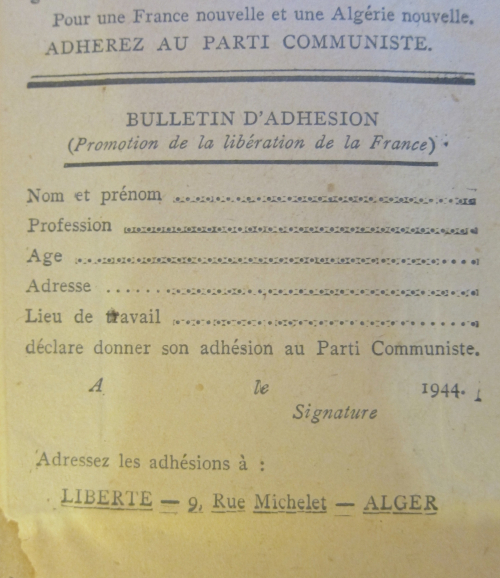 Pour une France nouvelle et une Algérie nouvelle.
ADHEREZ AU PARTI COMMUNISTE.
BULLETIN D'ADHESION
(Promotion de la libération de la France)
Nom et prénom
Profession
Age
Adresse
Lieu de travail
déclare donner son adhésion au Parti Communiste.
A le 1944.
Signature
Adressez les adhésions à :
LIBERTE — 9, Rue Michelet — ALGER